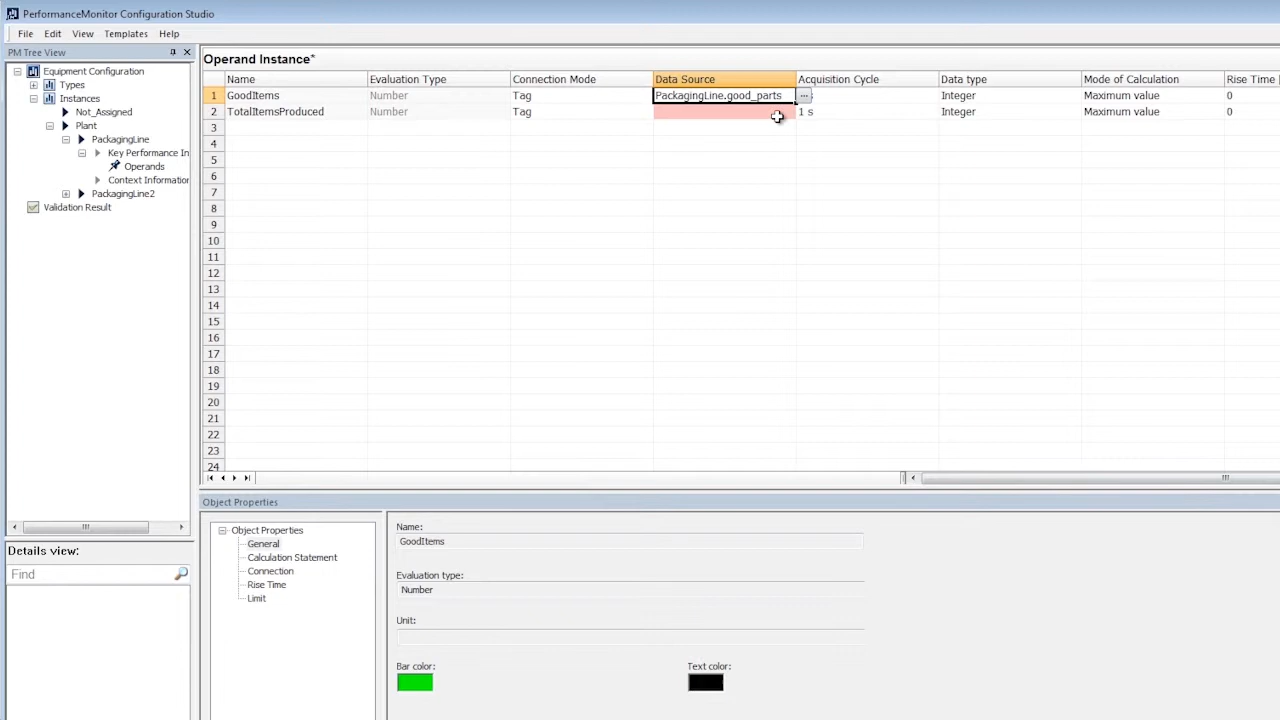 PerformanceMonitor Configuration Studio
File Edit View Templates Help
PM Tree View
Equipment Configuration
Types
Instances
Not_Assigned
Plant
PackagingLine
Key Performance In
Operands
Context Information
PackagingLine2
Validation Result
Details view:
Find
Operand Instance*
Name Evaluation Type Connection Mode Data Source Acquisition Cycle Data type Mode of Calculation Rise Time [
1 GoodItems Number Tag PackagingLine.good_parts ... s Integer Maximum value 0
2 TotalItemsProduced Number Tag 1 s Integer Maximum value 0
3
4
5
6
7
8
9
10
11
12
13
14
15
16
17
18
19
20
21
22
23
24
Object Properties
Object Properties
General
Calculation Statement
Connection
Rise Time
Limit
Name:
GoodItems
Evaluation type:
Number
Unit:
Bar color: Text color: